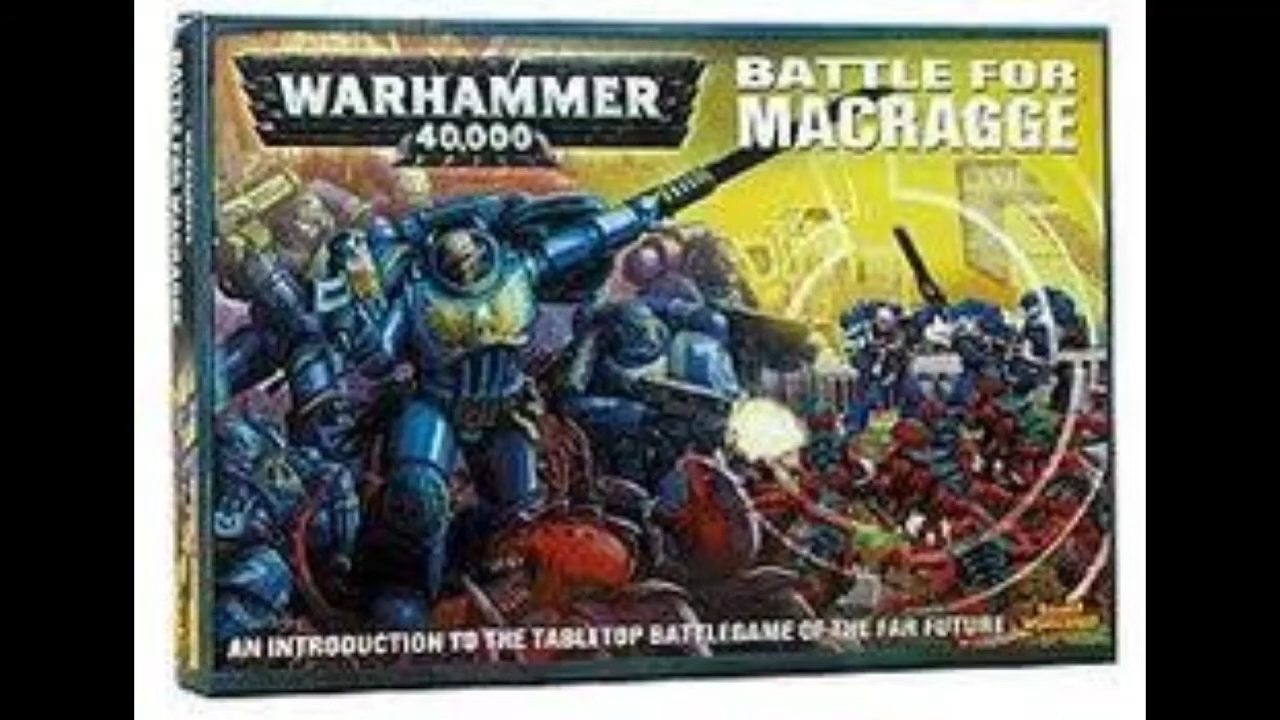 WARHAMMER
40,000
BATTLE FOR
MACRAGGE
AN INTRODUCTION TO THE TABLETOP BATTLEGAME OF THE FAR FUTURE